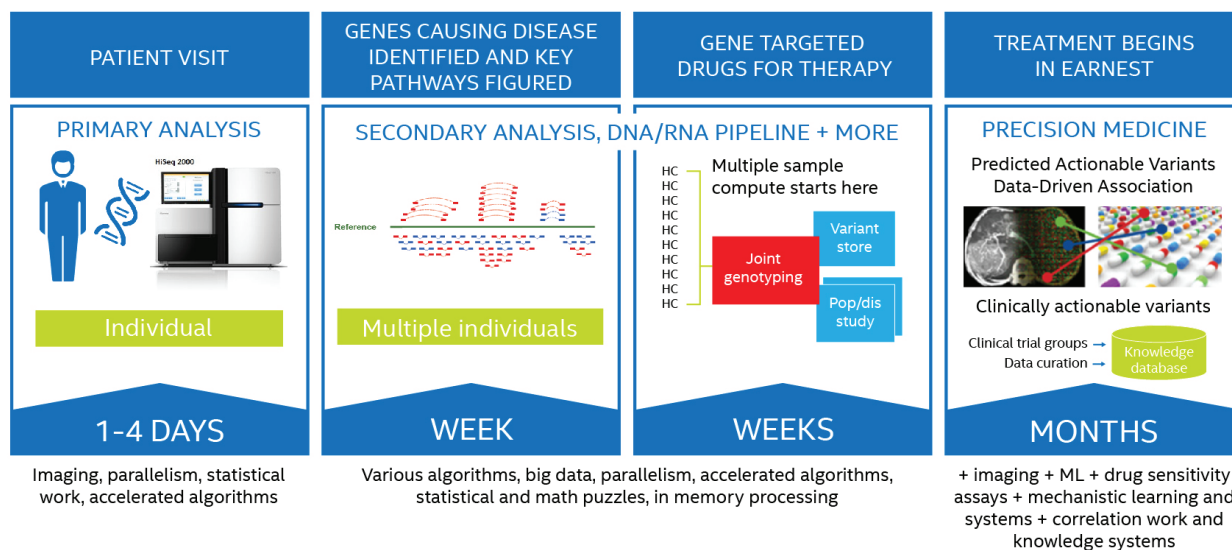 PATIENT VISIT
GENES CAUSING DISEASE
IDENTIFIED AND KEY
PATHWAYS FIGURED
GENE TARGETED
DRUGS FOR THERAPY
TREATMENT BEGINS
IN EARNEST
PRIMARY ANALYSIS
HiSeq 2000
Individual
SECONDARY ANALYSIS, DNA/RNA PIPELINE + MORE
Reference
Multiple individuals
Multiple sample
compute starts here
HC
HC
HC
HC
HC
HC
HC
HC
HC
HC
Joint
genotyping
Variant
store
Pop/dis
study
PRECISION MEDICINE
Predicted Actionable Variants
Data-Driven Association
Clinically actionable variants
Clinical trial groups
Data curation
Knowledge
database
1-4 DAYS
WEEK
WEEKS
MONTHS
Imaging, parallelism, statistical
work, accelerated algorithms
Various algorithms, big data, parallelism, accelerated algorithms,
statistical and math puzzles, in memory processing
+ imaging + ML + drug sensitivity
assays + mechanistic learning and
systems + correlation work and
knowledge systems